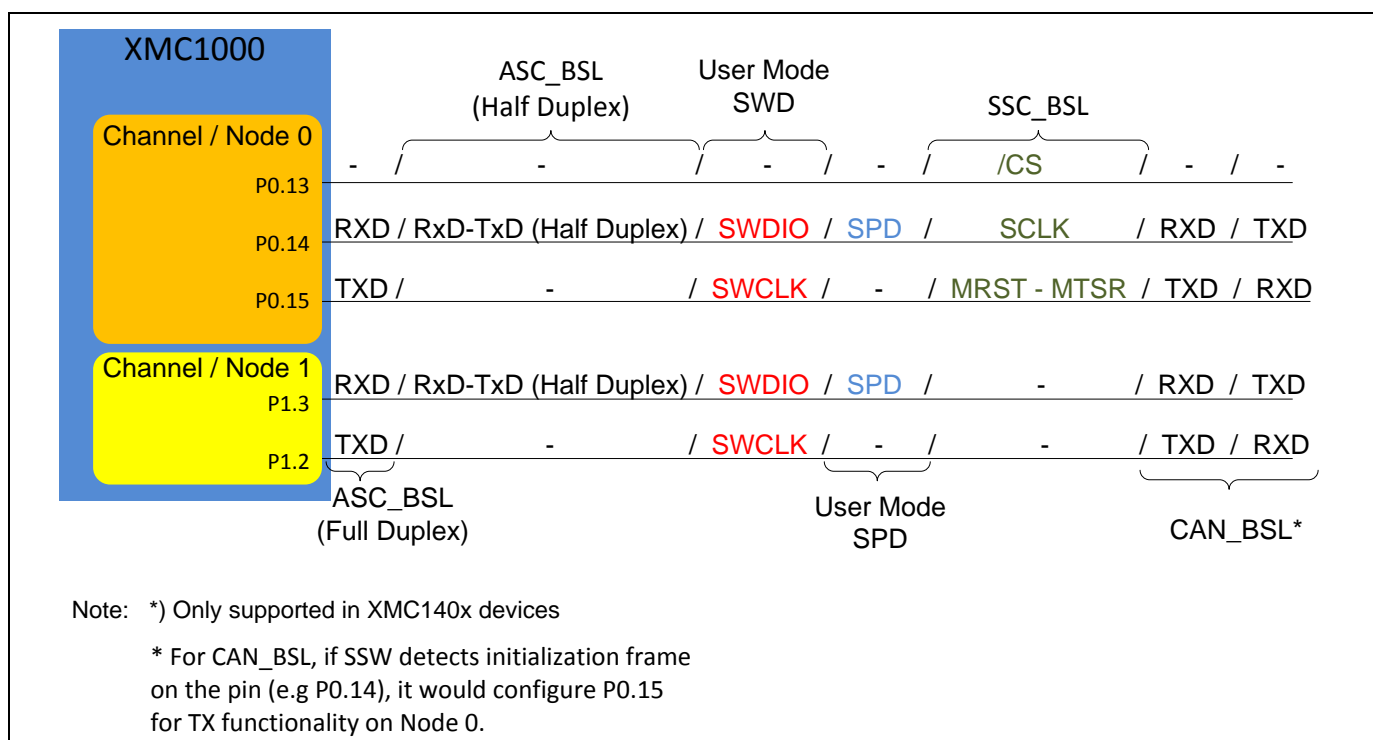 XMC1000
ASC_BSL
(Half Duplex)
User Mode
SWD
SSC_BSL
Channel / Node 0
P0.13 - / - / - / - / /CS / - / -
P0.14 RXD / RxD-TxD (Half Duplex) / SWDIO / SPD / SCLK / RXD / TXD
P0.15 TXD / - / SWCLK / - / MRST - MTSR / TXD / RXD
Channel / Node 1
P1.3 RXD / RxD-TxD (Half Duplex) / SWDIO / SPD / - / RXD / TXD
P1.2 TXD / - / SWCLK / - / - / TXD / RXD
ASC_BSL
(Full Duplex)
User Mode
SPD
CAN_BSL*
Note: *) Only supported in XMC140x devices
* For CAN_BSL, if SSW detects initialization frame
on the pin (e.g P0.14), it would configure P0.15
for TX functionality on Node 0.